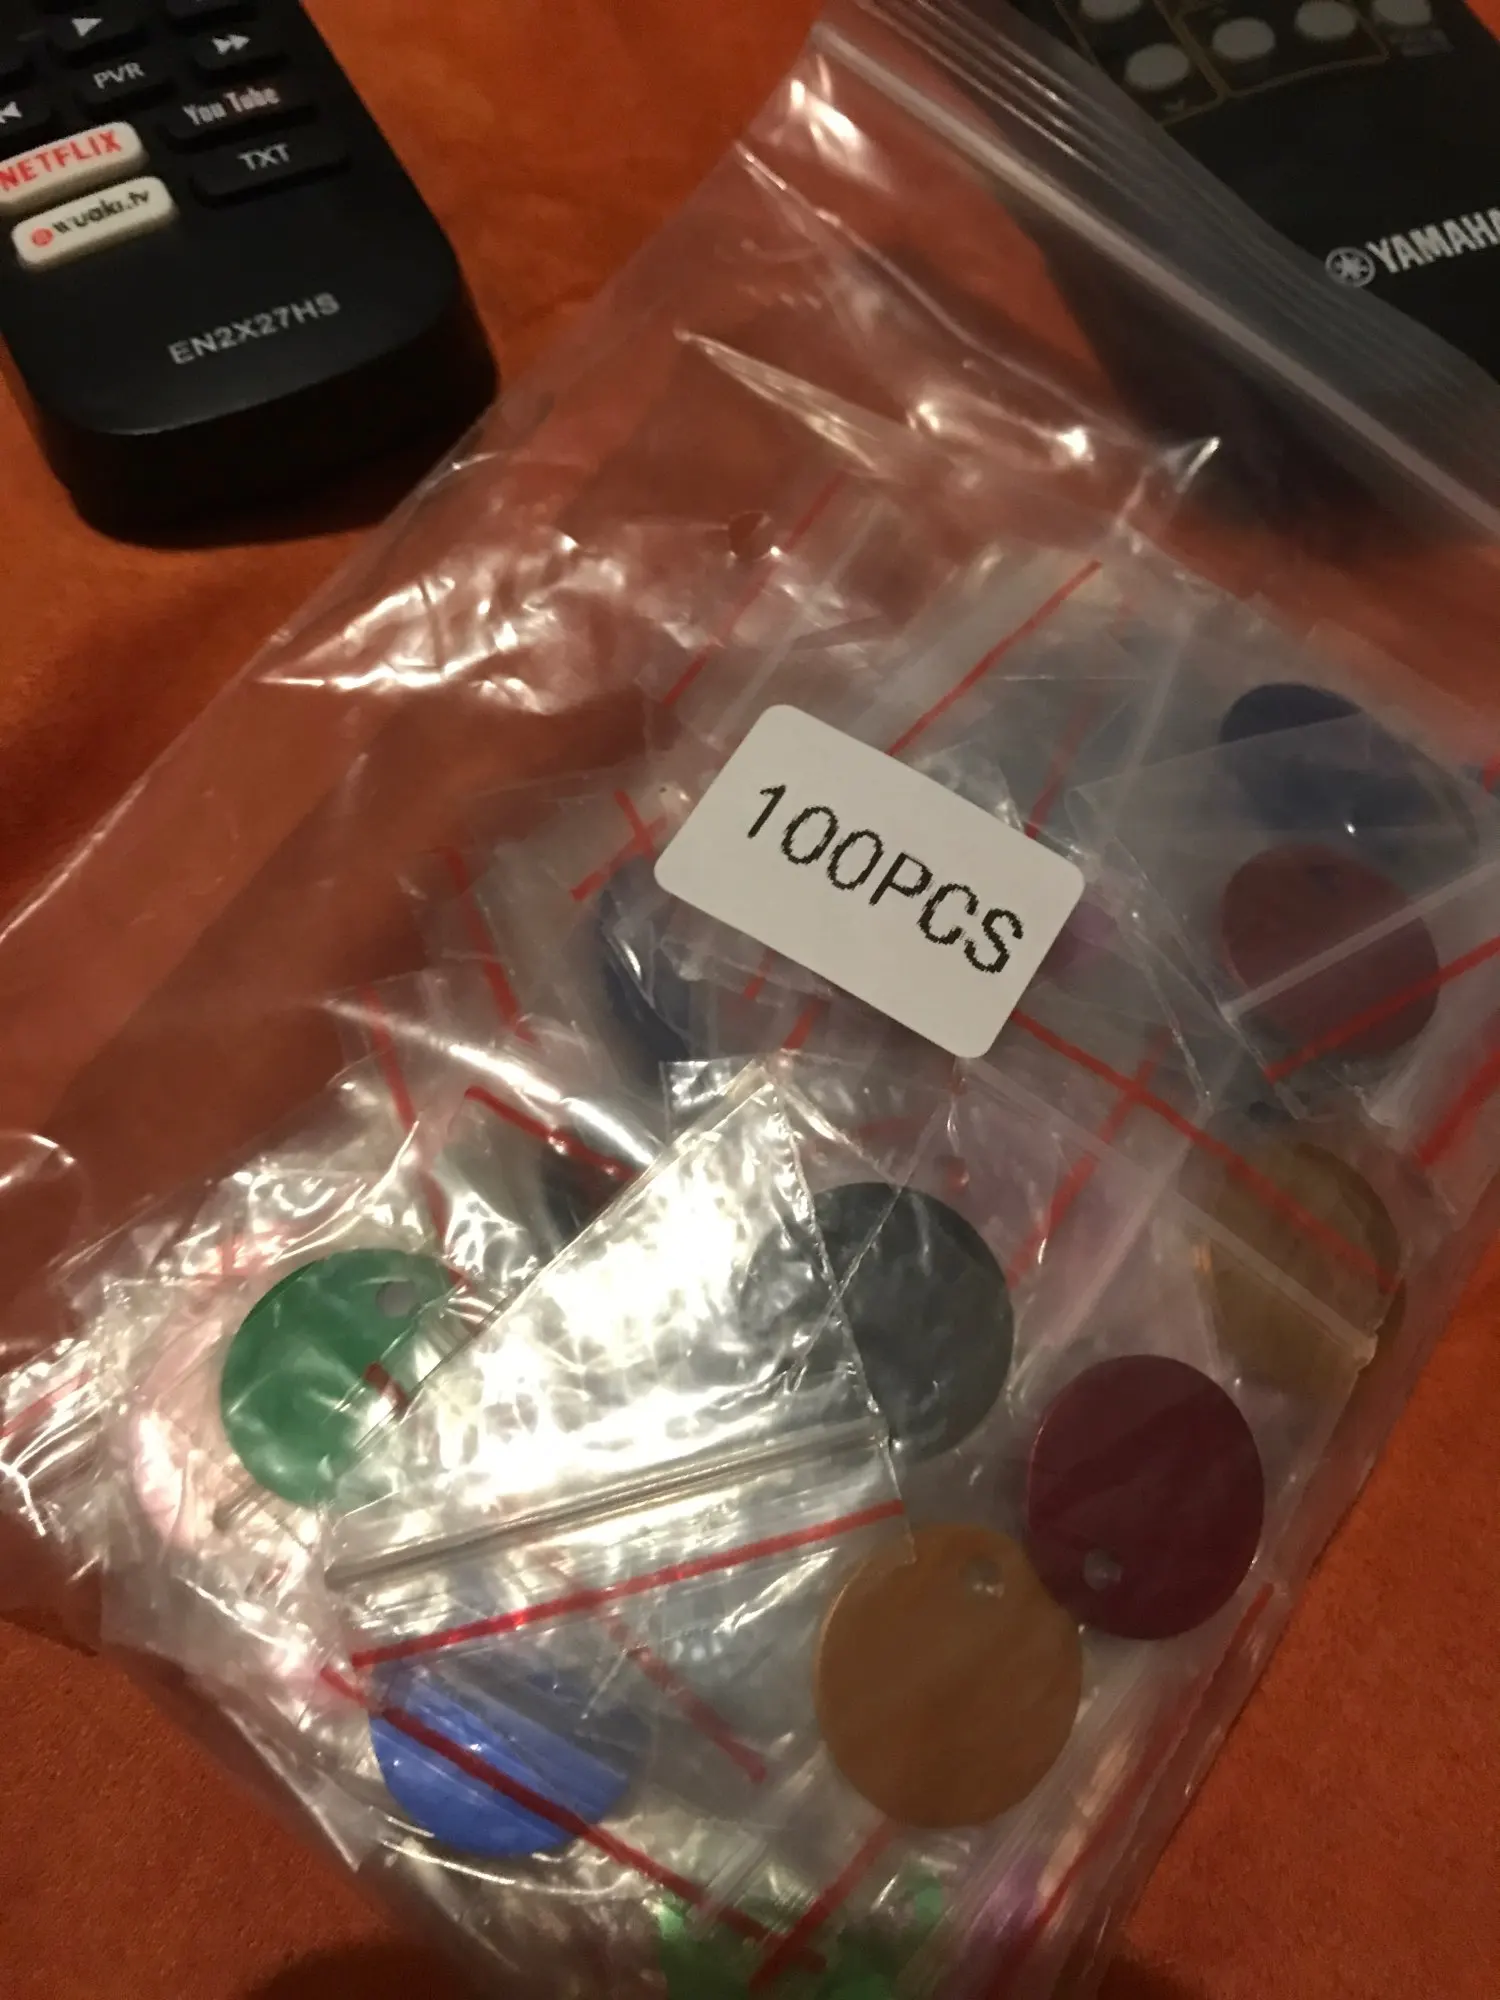 PVR
You Tube
NETFLIX
TXT
wuaki.tv
EN2X27HS
YAMAHA
100PCS